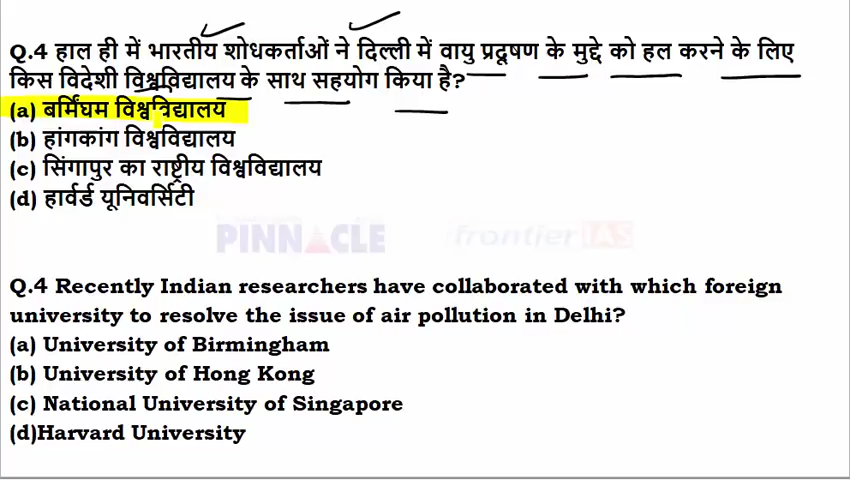 Q.4 हाल ही में भारतीय शोधकर्ताओं ने दिल्ली में वायु प्रदूषण के मुद्दे को हल करने के लिए
किस विदेशी विश्वविद्यालय के साथ सहयोग किया है?
(a) बर्मिंघम विश्वविद्यालय
(b) हांगकांग विश्वविद्यालय
(c) सिंगापुर का राष्ट्रीय विश्वविद्यालय
(d) हार्वर्ड यूनिवर्सिटी
PINNACLE frontier IAS
Q.4 Recently Indian researchers have collaborated with which foreign
university to resolve the issue of air pollution in Delhi?
(a) University of Birmingham
(b) University of Hong Kong
(c) National University of Singapore
(d)Harvard University